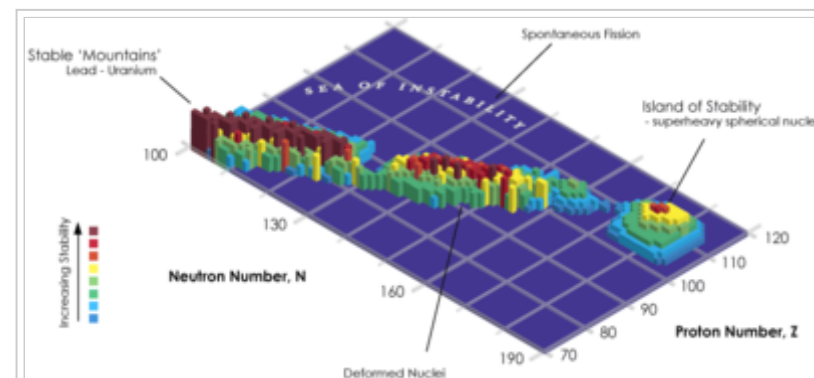 Spontaneous Fission
Stable ‘Mountains’
Lead - Uranium
SEA OF INSTABILITY
Island of Stability
- superheavy spherical nucle
100
130
160
190
120
110
100
90
80
70
Increasing Stability
Neutron Number, N
Proton Number, Z
Deformed Nuclei